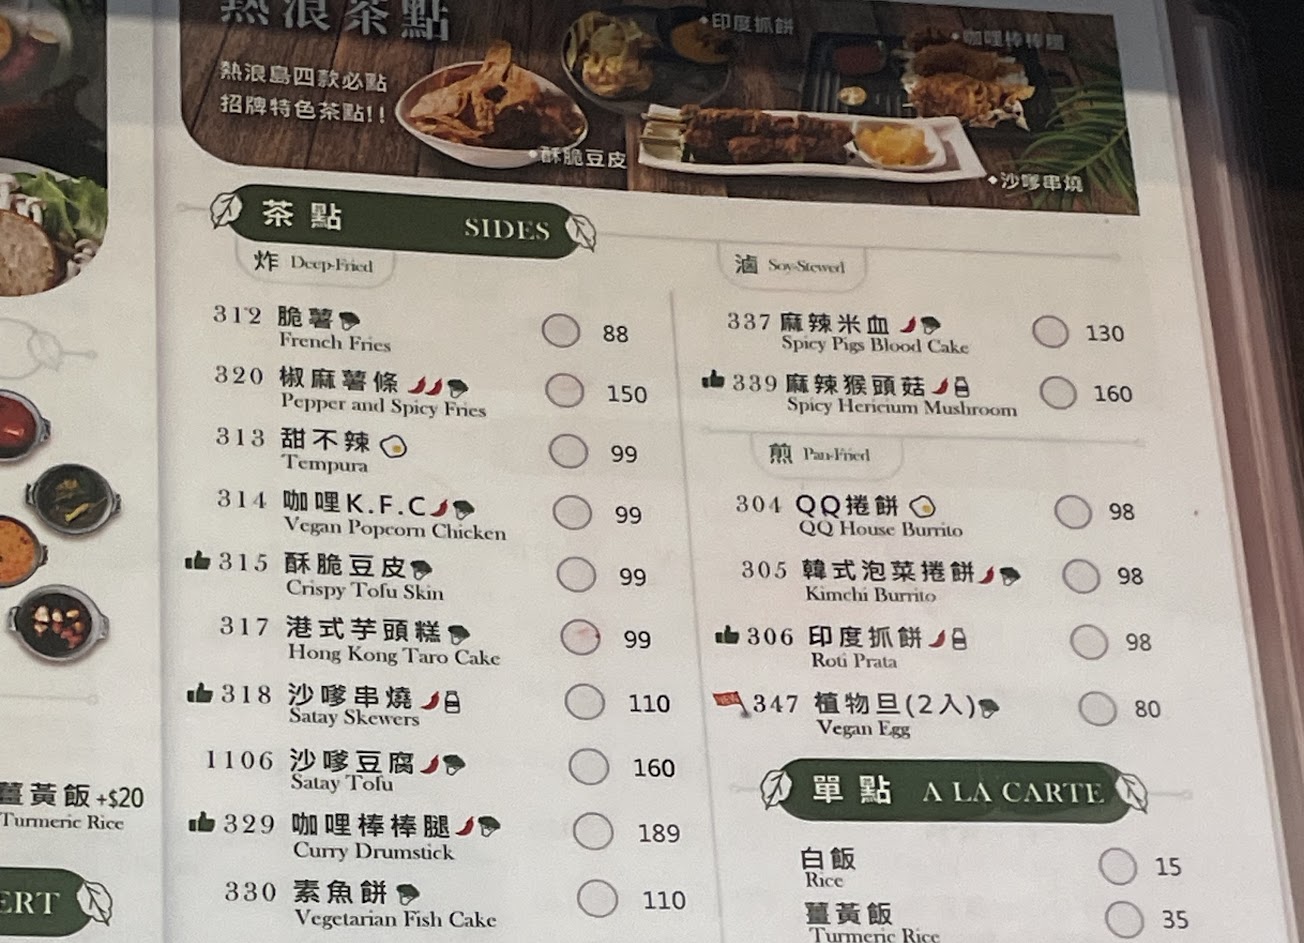 熱浪茶點
熱浪島四款必點
招牌特色茶點!!
印度抓餅
咖哩棒棒腿
酥脆豆皮
沙嗲串燒
茶點 SIDES
炸 Deep-Fried
312 脆薯 88
French Fries
320 椒麻薯條 150
Pepper and Spicy Fries
313 甜不辣 99
Tempura
314 咖哩K.F.C 99
Vegan Popcorn Chicken
315 酥脆豆皮 99
Crispy Tofu Skin
317 港式芋頭糕 99
Hong Kong Taro Cake
318 沙嗲串燒 110
Satay Skewers
1106 沙嗲豆腐 160
Satay Tofu
329 咖哩棒棒腿 189
Curry Drumstick
330 素魚餅 110
Vegetarian Fish Cake
滷 Soy-Stewed
337 麻辣米血 130
Spicy Pigs Blood Cake
339 麻辣猴頭菇 160
Spicy Hericium Mushroom
煎 Pan-Fried
304 QQ捲餅 98
QQ House Burrito
305 韓式泡菜捲餅 98
Kimchi Burrito
306 印度抓餅 98
Roti Prata
NEW 347 植物旦(2入) 80
Vegan Egg
單點 A LA CARTE
白飯 15
Rice
薑黃飯 35
Turmeric Rice
薑黃飯+$20
Turmeric Rice
ERT